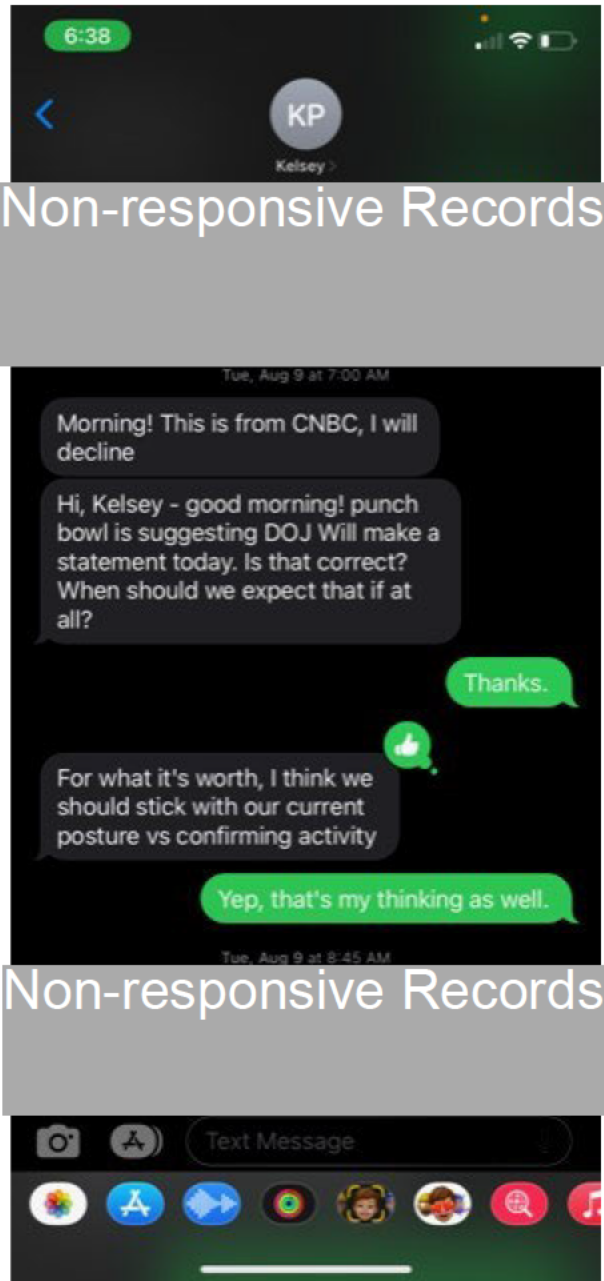 6:38
KP
Kelsey
Non-responsive Records
Tue, Aug 9 at 7:00 AM
Morning! This is from CNBC, I will
decline
Hi, Kelsey - good morning! punch
bowl is suggesting DOJ Will make a
statement today. Is that correct?
When should we expect that if at
all?
Thanks.
For what it's worth, I think we
should stick with our current
posture vs confirming activity
Yep, that's my thinking as well.
Tue, Aug 9 at 8:45 AM
Non-responsive Records
Text Message